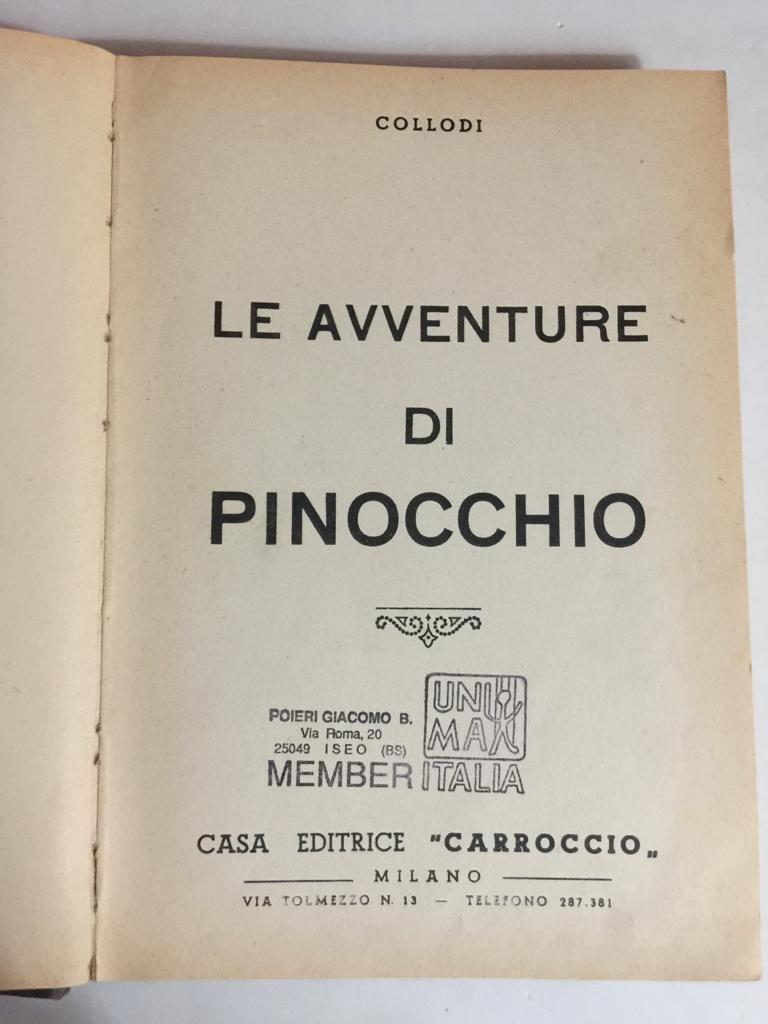 COLLODI
LE AVVENTURE
DI
PINOCCHIO
POIERI GIACOMO B.
Via Roma, 20
25049 ISEO (BS)
MEMBER
UNI
MAX
ITALIA
CASA EDITRICE "CARROCCIO„
MILANO
VIA TOLMEZZO N. 13 — TELEFONO 287.381